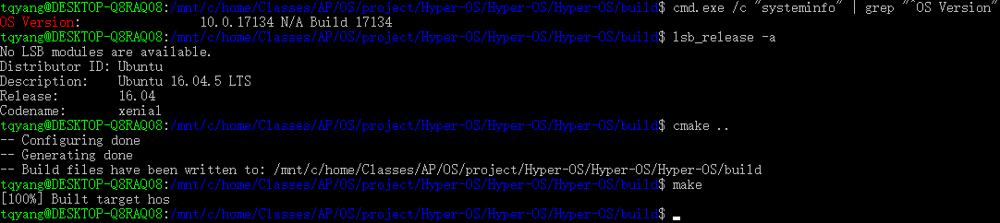 tqyang@DESKTOP-Q8RAQ08:/mnt/c/home/Classes/AP/OS/project/Hyper-OS/Hyper-OS/Hyper-OS/build$ cmd.exe /c "systeminfo" | grep "^OS Version"
OS Version: 10.0.17134 N/A Build 17134
tqyang@DESKTOP-Q8RAQ08:/mnt/c/home/Classes/AP/OS/project/Hyper-OS/Hyper-OS/Hyper-OS/build$ lsb_release -a
No LSB modules are available.
Distributor ID: Ubuntu
Description: Ubuntu 16.04.5 LTS
Release: 16.04
Codename: xenial
tqyang@DESKTOP-Q8RAQ08:/mnt/c/home/Classes/AP/OS/project/Hyper-OS/Hyper-OS/Hyper-OS/build$ cmake ..
-- Configuring done
-- Generating done
-- Build files have been written to: /mnt/c/home/Classes/AP/OS/project/Hyper-OS/Hyper-OS/Hyper-OS/build
tqyang@DESKTOP-Q8RAQ08:/mnt/c/home/Classes/AP/OS/project/Hyper-OS/Hyper-OS/Hyper-OS/build$ make
[100%] Built target hos
tqyang@DESKTOP-Q8RAQ08:/mnt/c/home/Classes/AP/OS/project/Hyper-OS/Hyper-OS/Hyper-OS/build$